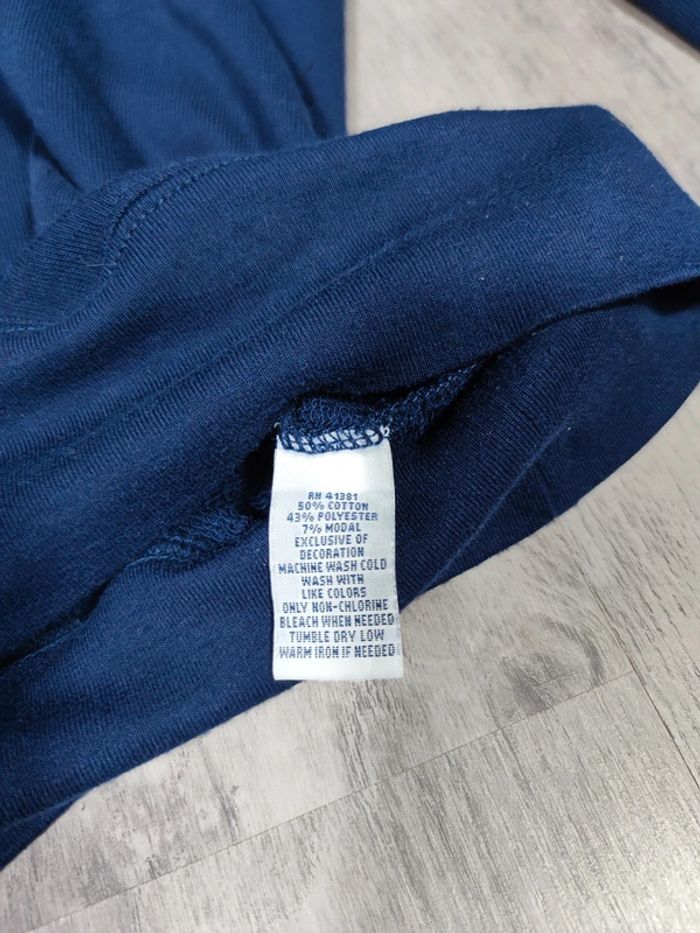 RN 41381
50% COTTON
43% POLYESTER
7% MODAL
EXCLUSIVE OF
DECORATION
MACHINE WASH COLD
WASH WITH
LIKE COLORS
ONLY NON-CHLORINE
BLEACH WHEN NEEDED
TUMBLE DRY LOW
WARM IRON IF NEEDED